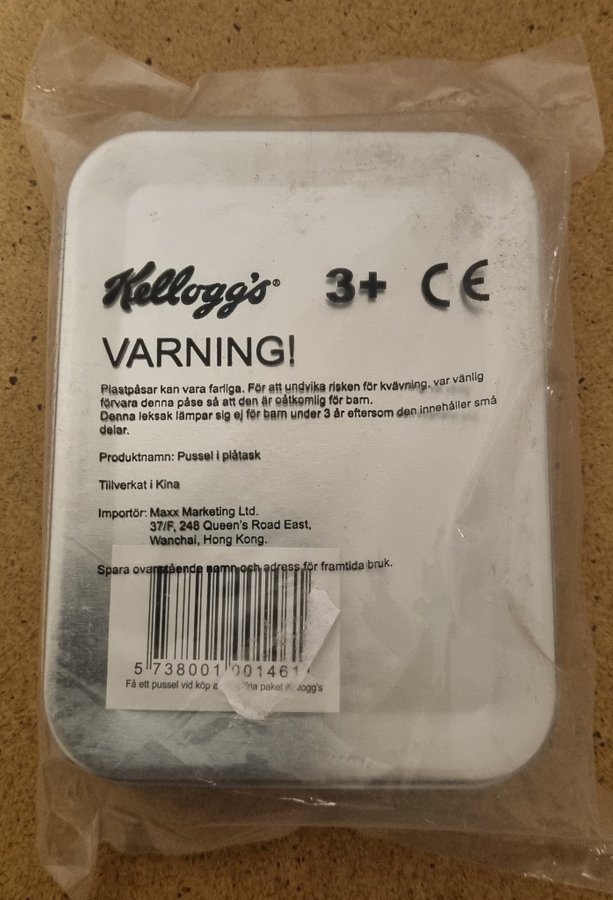 Kellogg's® 3+ CE
VARNING!
Plastpåsar kan vara farliga. För att undvika risken för kvävning, var vänlig
förvara denna påse så att den är oåtkomlig för barn.
Denna leksak lämpar sig ej för barn under 3 år eftersom den innehåller små
delar.
Produktnamn: Pussel i plåtask
Tillverkat i Kina
Importör: Maxx Marketing Ltd.
37/F, 248 Queen's Road East,
Wanchai, Hong Kong.
Spara ovanstående namn och adress för framtida bruk.
5 738001 001461
Få ett pussel vid köp paket Kellogg's